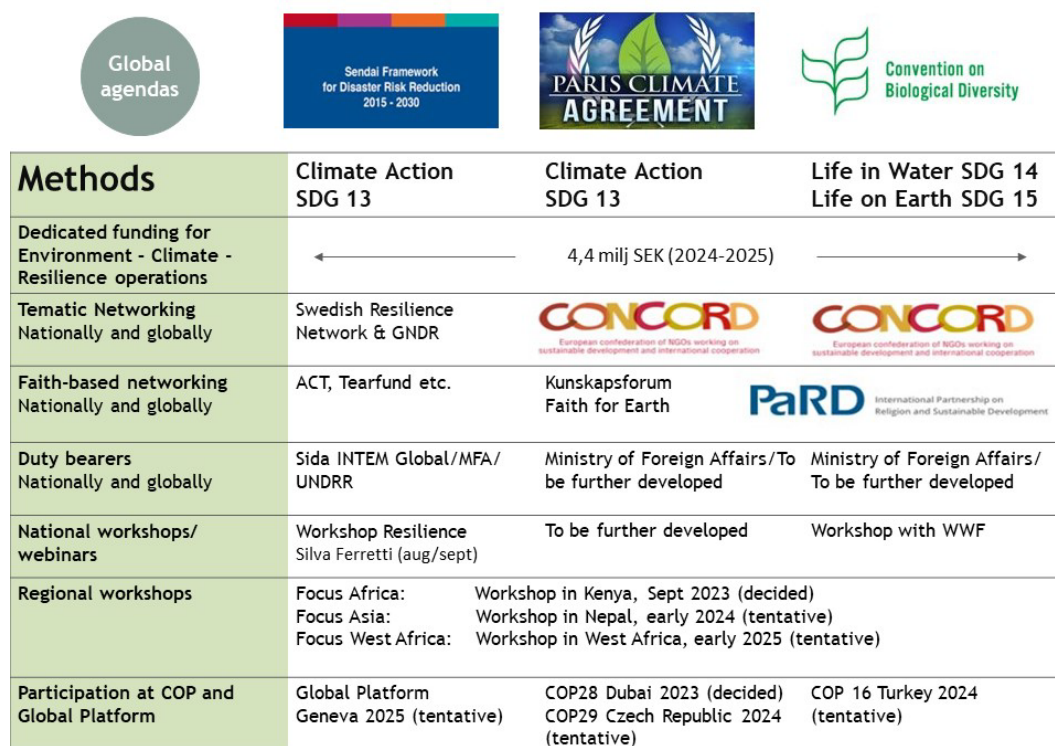 Global
agendas
Sendal Framework
for Disaster Risk Reduction
2015 - 2030
PARIS CLIMATE
AGREEMENT
Convention on
Biological Diversity
Methods
Climate Action
SDG 13
Climate Action
SDG 13
Life in Water SDG 14
Life on Earth SDG 15
Dedicated funding for
Environment - Climate -
Resilience operations
4,4 milj SEK (2024-2025)
Tematic Networking
Nationally and globally
Swedish Resilience
Network & GNDR
CONCORD
European confederation of NGOs working on
sustainable development and international cooperation
CONCORD
European confederation of NGOs working on
sustainable development and international cooperation
Faith-based networking
Nationally and globally
ACT, Tearfund etc.
Kunskapsforum
Faith for Earth
PaRD
International Partnership on
Religion and Sustainable Development
Duty bearers
Nationally and globally
Sida INTEM Global/MFA/
UNDRR
Ministry of Foreign Affairs/To
be further developed
Ministry of Foreign Affairs/
To be further developed
National workshops/
webinars
Workshop Resilience
Silva Ferretti (aug/sept)
To be further developed
Workshop with WWF
Regional workshops
Focus Africa: Workshop in Kenya, Sept 2023 (decided)
Focus Asia: Workshop in Nepal, early 2024 (tentative)
Focus West Africa: Workshop in West Africa, early 2025 (tentative)
Participation at COP and
Global Platform
Global Platform
Geneva 2025 (tentative)
COP28 Dubai 2023 (decided)
COP29 Czech Republic 2024
(tentative)
COP 16 Turkey 2024
(tentative)